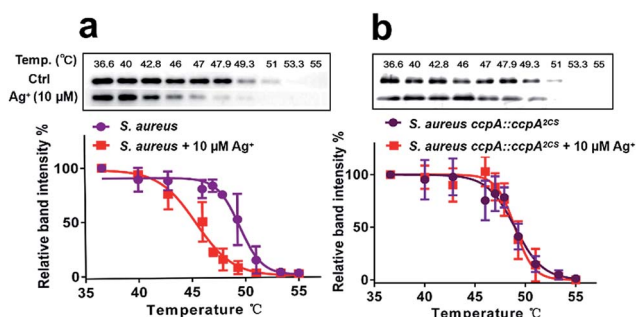 a
Temp. (°C) 36.6 40 42.8 46 47 47.9 49.3 51 53.3 55
Ctrl
Ag⁺ (10 µM)
S. aureus
S. aureus + 10 µM Ag⁺
Relative band intensity %
100
50
0
35 40 45 50 55 60
Temperature ℃
b
36.6 40 42.8 46 47 47.9 49.3 51 53.3 55
S. aureus ccpA::ccpA²ᶜˢ
S. aureus ccpA::ccpA²ᶜˢ + 10 µM Ag⁺
Relative band intensity %
100
50
0
35 40 45 50 55 60
Temperature ℃